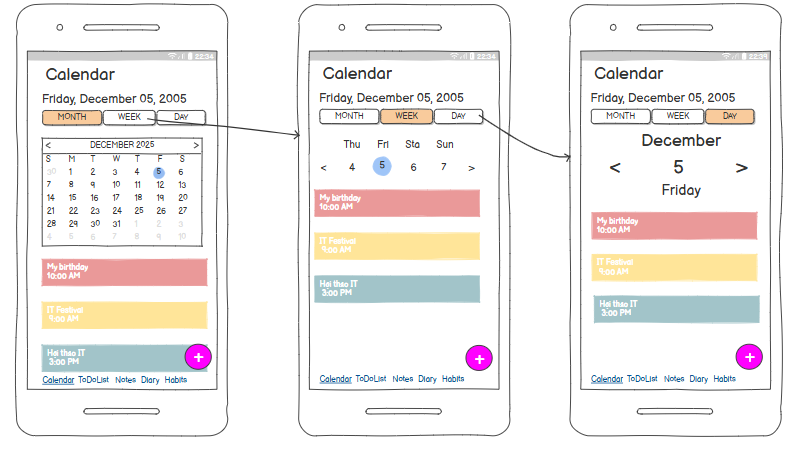 22:34
Calendar
Friday, December 05, 2005
MONTH WEEK DAY
< DECEMBER 2025 >
S M T W T F S
30 1 2 3 4 5 6
7 8 9 10 11 12 13
14 15 16 17 18 19 20
21 22 23 24 25 26 27
28 29 30 31 1 2 3
4 5 6 7 8 9 10
My birthday
10:00 AM
IT Festival
9:00 AM
Hoi thao IT
3:00 PM
+
Calendar ToDoList Notes Diary Habits
22:34
Calendar
Friday, December 05, 2005
MONTH WEEK DAY
Thu Fri Sta Sun
< 4 5 6 7 >
My birthday
10:00 AM
IT Festival
9:00 AM
Hoi thao IT
3:00 PM
+
Calendar ToDoList Notes Diary Habits
22:34
Calendar
Friday, December 05, 2005
MONTH WEEK DAY
December
< 5 >
Friday
My birthday
10:00 AM
IT Festival
9:00 AM
Hoi thao IT
3:00 PM
+
Calendar ToDoList Notes Diary Habits